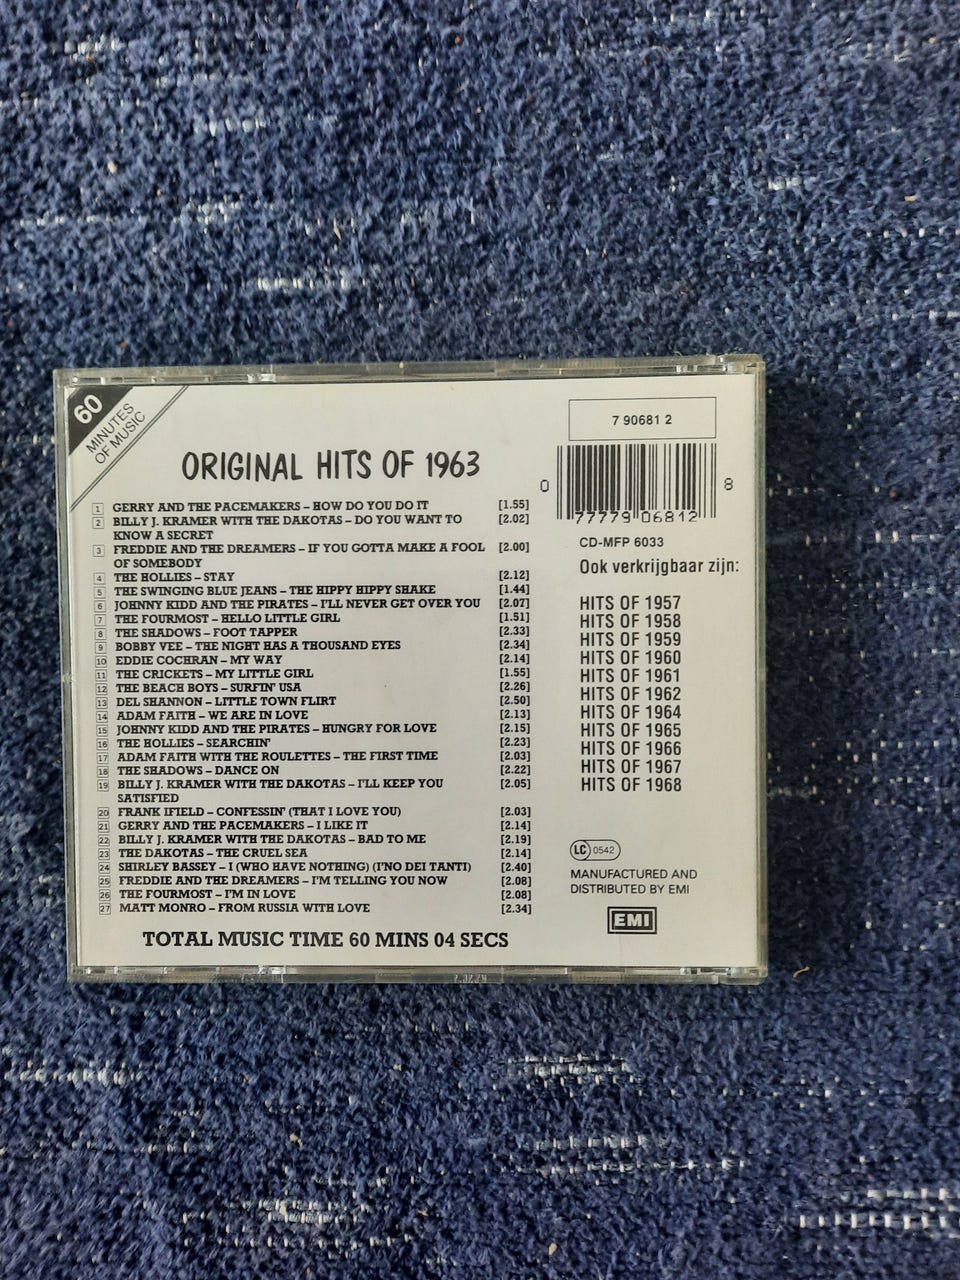 60
MINUTES
OF MUSIC
ORIGINAL HITS OF 1963
1 GERRY AND THE PACEMAKERS – HOW DO YOU DO IT [1.55]
2 BILLY J. KRAMER WITH THE DAKOTAS – DO YOU WANT TO [2.02]
KNOW A SECRET
3 FREDDIE AND THE DREAMERS – IF YOU GOTTA MAKE A FOOL [2.00]
OF SOMEBODY
4 THE HOLLIES – STAY [2.12]
5 THE SWINGING BLUE JEANS – THE HIPPY HIPPY SHAKE [1.44]
6 JOHNNY KIDD AND THE PIRATES – I'LL NEVER GET OVER YOU [2.07]
7 THE FOURMOST – HELLO LITTLE GIRL [1.51]
8 THE SHADOWS – FOOT TAPPER [2.33]
9 BOBBY VEE – THE NIGHT HAS A THOUSAND EYES [2.34]
10 EDDIE COCHRAN – MY WAY [2.14]
11 THE CRICKETS – MY LITTLE GIRL [1.55]
12 THE BEACH BOYS – SURFIN' USA [2.26]
13 DEL SHANNON – LITTLE TOWN FLIRT [2.50]
14 ADAM FAITH – WE ARE IN LOVE [2.13]
15 JOHNNY KIDD AND THE PIRATES – HUNGRY FOR LOVE [2.15]
16 THE HOLLIES – SEARCHIN' [2.23]
17 ADAM FAITH WITH THE ROULETTES – THE FIRST TIME [2.03]
18 THE SHADOWS – DANCE ON [2.22]
19 BILLY J. KRAMER WITH THE DAKOTAS – I'LL KEEP YOU [2.05]
SATISFIED
20 FRANK IFIELD – CONFESSIN' (THAT I LOVE YOU) [2.03]
21 GERRY AND THE PACEMAKERS – I LIKE IT [2.14]
22 BILLY J. KRAMER WITH THE DAKOTAS – BAD TO ME [2.19]
23 THE DAKOTAS – THE CRUEL SEA [2.14]
24 SHIRLEY BASSEY – I (WHO HAVE NOTHING) (I'NO DEI TANTI) [2.40]
25 FREDDIE AND THE DREAMERS – I'M TELLING YOU NOW [2.08]
26 THE FOURMOST – I'M IN LOVE [2.08]
27 MATT MONRO – FROM RUSSIA WITH LOVE [2.34]
TOTAL MUSIC TIME 60 MINS 04 SECS
7 90681 2
0 77779 06812 8
CD-MFP 6033
Ook verkrijgbaar zijn:
HITS OF 1957
HITS OF 1958
HITS OF 1959
HITS OF 1960
HITS OF 1961
HITS OF 1962
HITS OF 1964
HITS OF 1965
HITS OF 1966
HITS OF 1967
HITS OF 1968
LC 0542
MANUFACTURED AND
DISTRIBUTED BY EMI
EMI